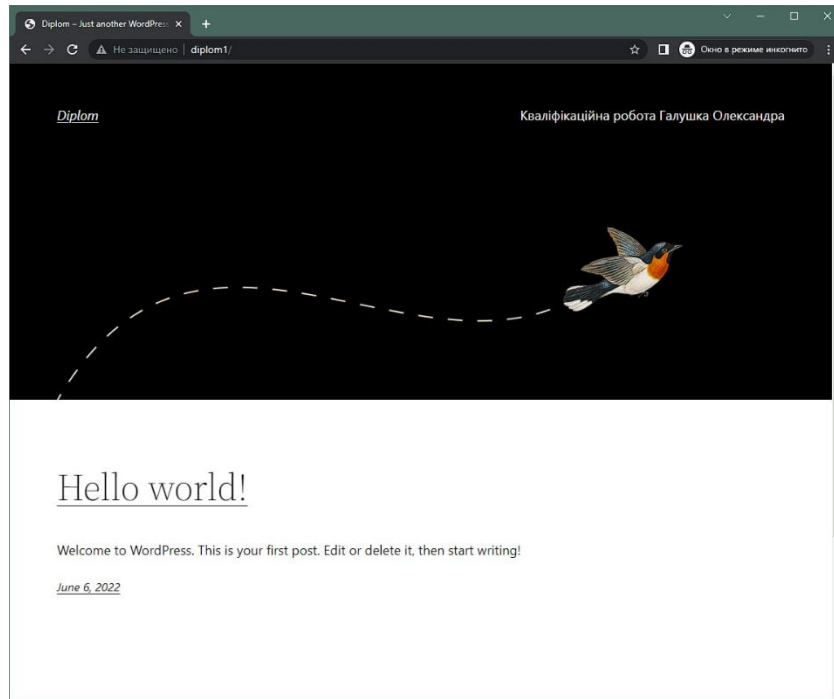 Diplom – Just another WordPres
Не защищено | diplom1/
Окно в режиме инкогнито
Diplom
Кваліфікаційна робота Галушка Олександра
Hello world!
Welcome to WordPress. This is your first post. Edit or delete it, then start writing!
June 6, 2022